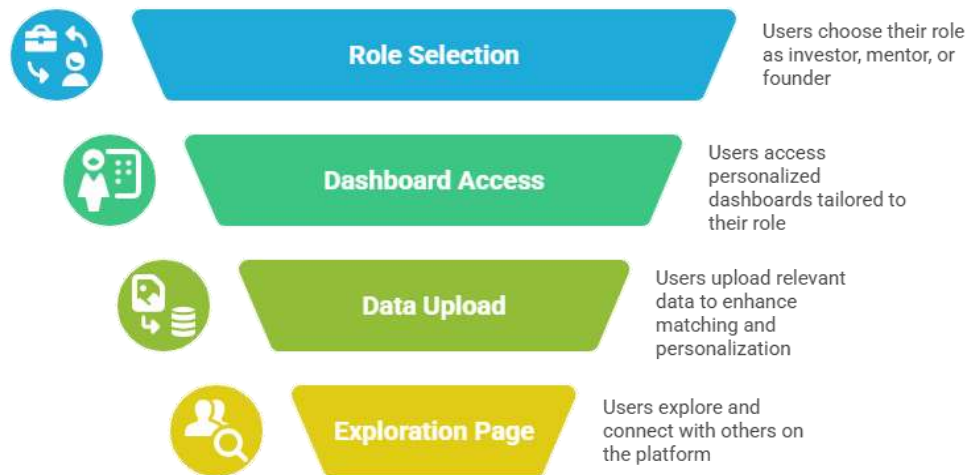 Role Selection
Users choose their role
as investor, mentor, or
founder
Dashboard Access
Users access
personalized
dashboards tailored to
their role
Data Upload
Users upload relevant
data to enhance
matching and
personalization
Exploration Page
Users explore and
connect with others on
the platform